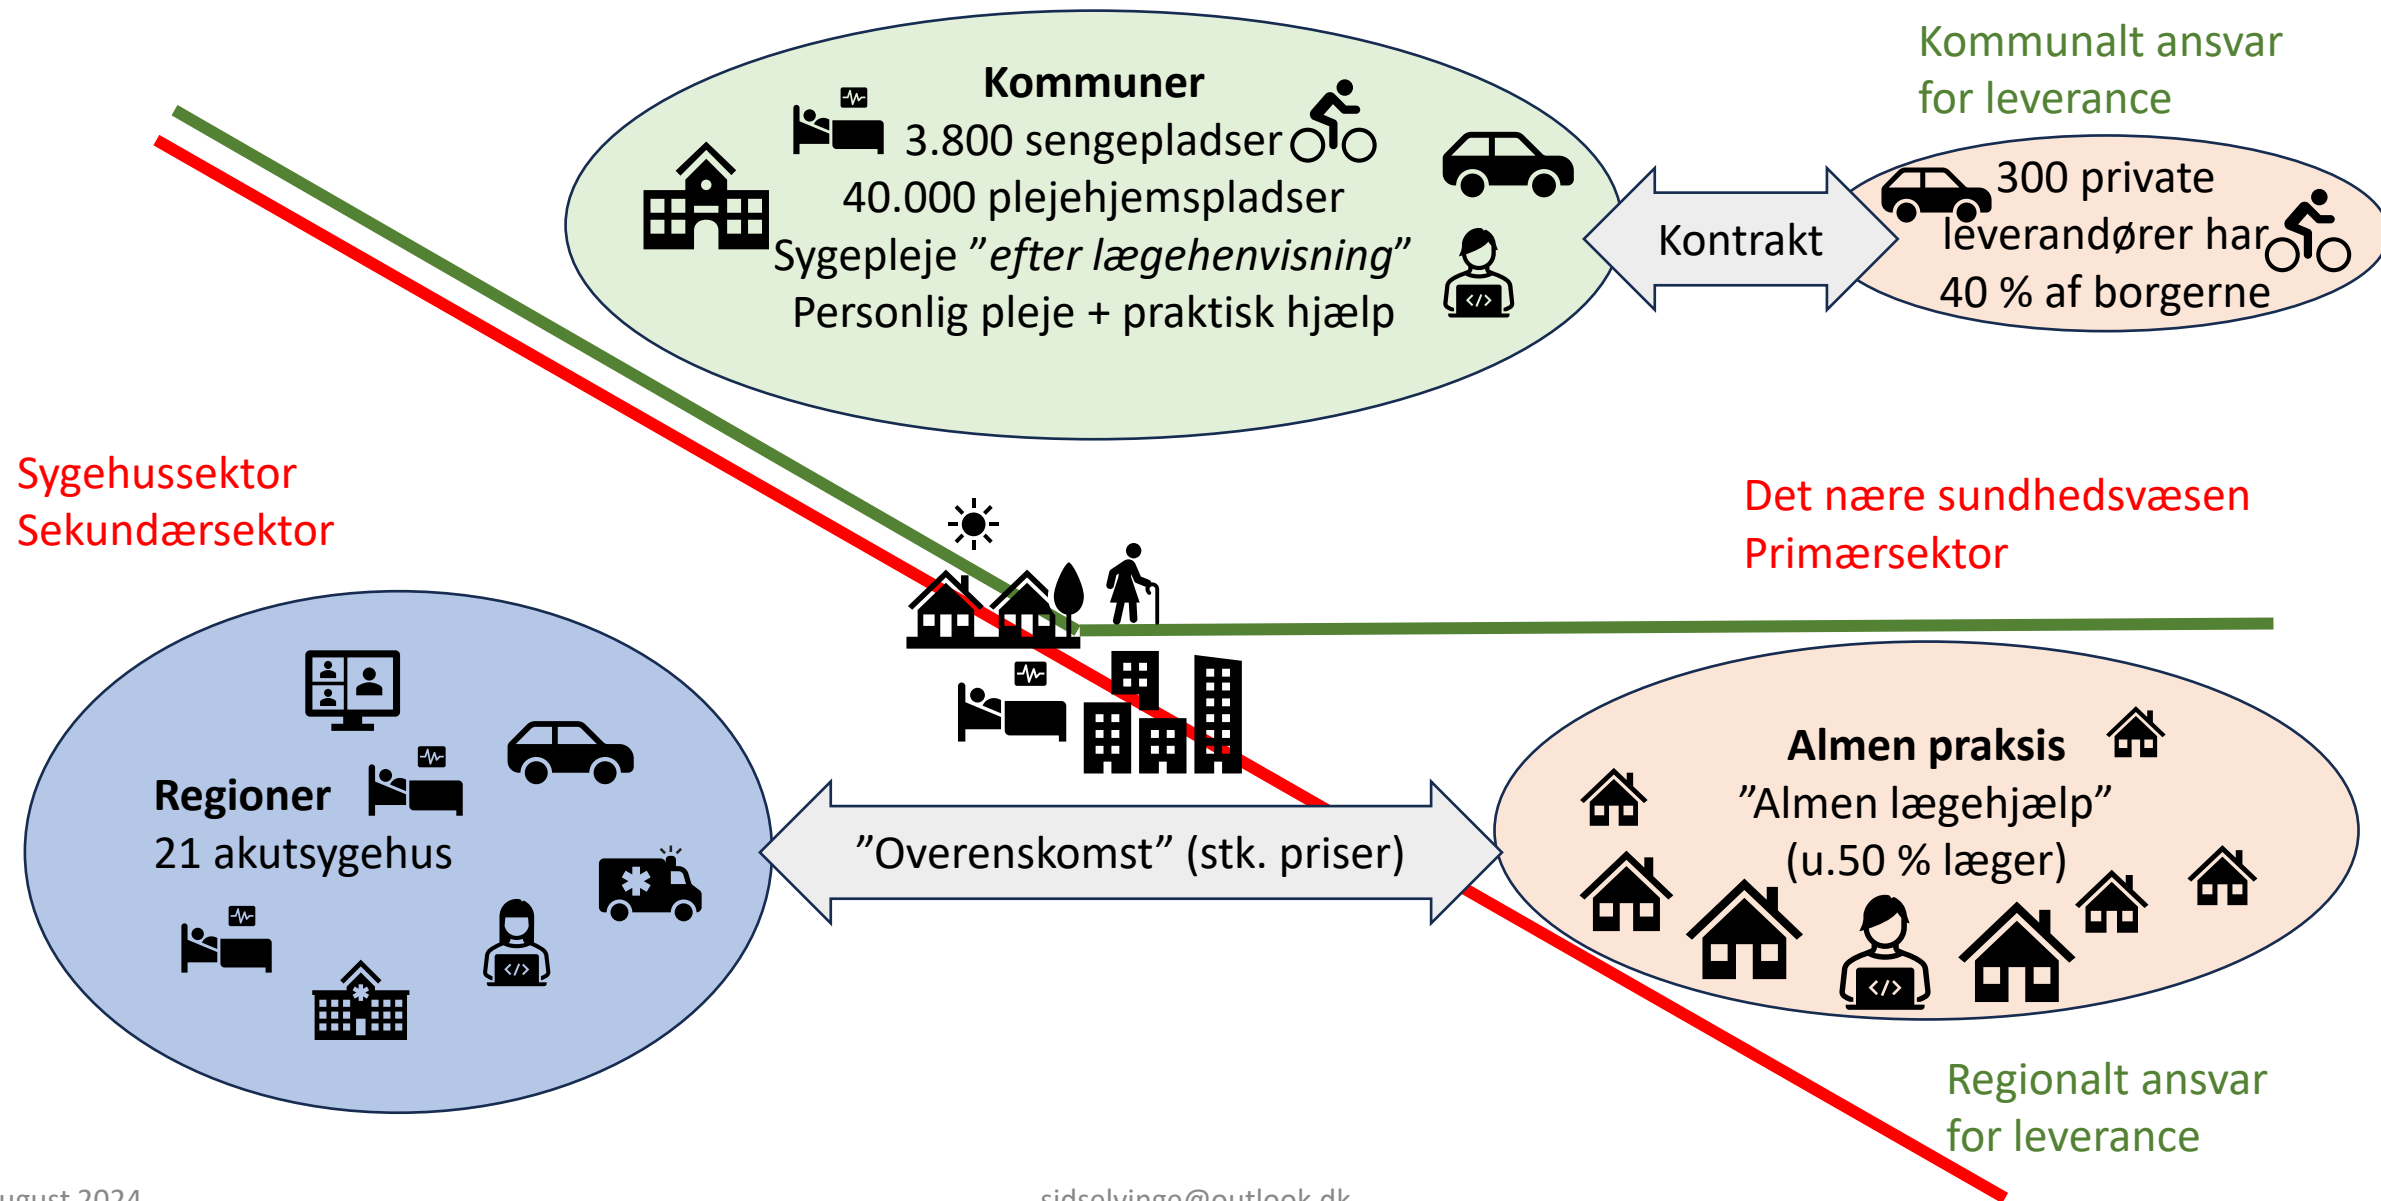 Kommunalt ansvar
for leverance
Kommuner
3.800 sengepladser
40.000 plejehjemspladser
Sygepleje ”efter lægehenvisning”
Personlig pleje + praktisk hjælp
Kontrakt
300 private
leverandører har
40 % af borgerne
Sygehussektor
Sekundærsektor
Det nære sundhedsvæsen
Primærsektor
Regioner
21 akutsygehus
”Overenskomst” (stk. priser)
Almen praksis
”Almen lægehjælp”
(u.50 % læger)
</>
</>
</>
Regionalt ansvar
for leverance
2024